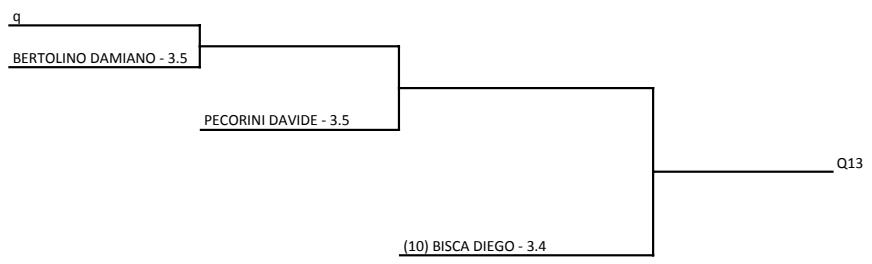 q
BERTOLINO DAMIANO - 3.5
PECORINI DAVIDE - 3.5
Q13
(10) BISCA DIEGO - 3.4